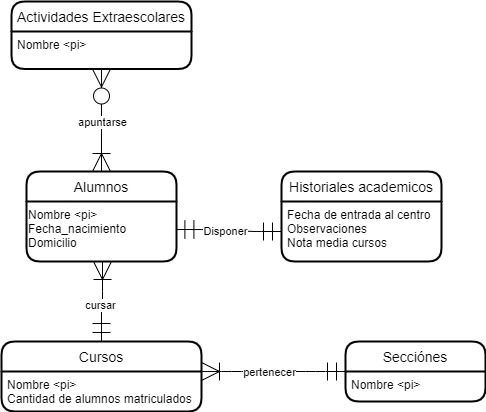 Actividades Extraescolares
Nombre <pi>
apuntarse
Alumnos
Nombre <pi>
Fecha_nacimiento
Domicilio
Disponer
Historiales academicos
Fecha de entrada al centro
Observaciones
Nota media cursos
cursar
Cursos
Nombre <pi>
Cantidad de alumnos matriculados
pertenecer
Secciónes
Nombre <pi>